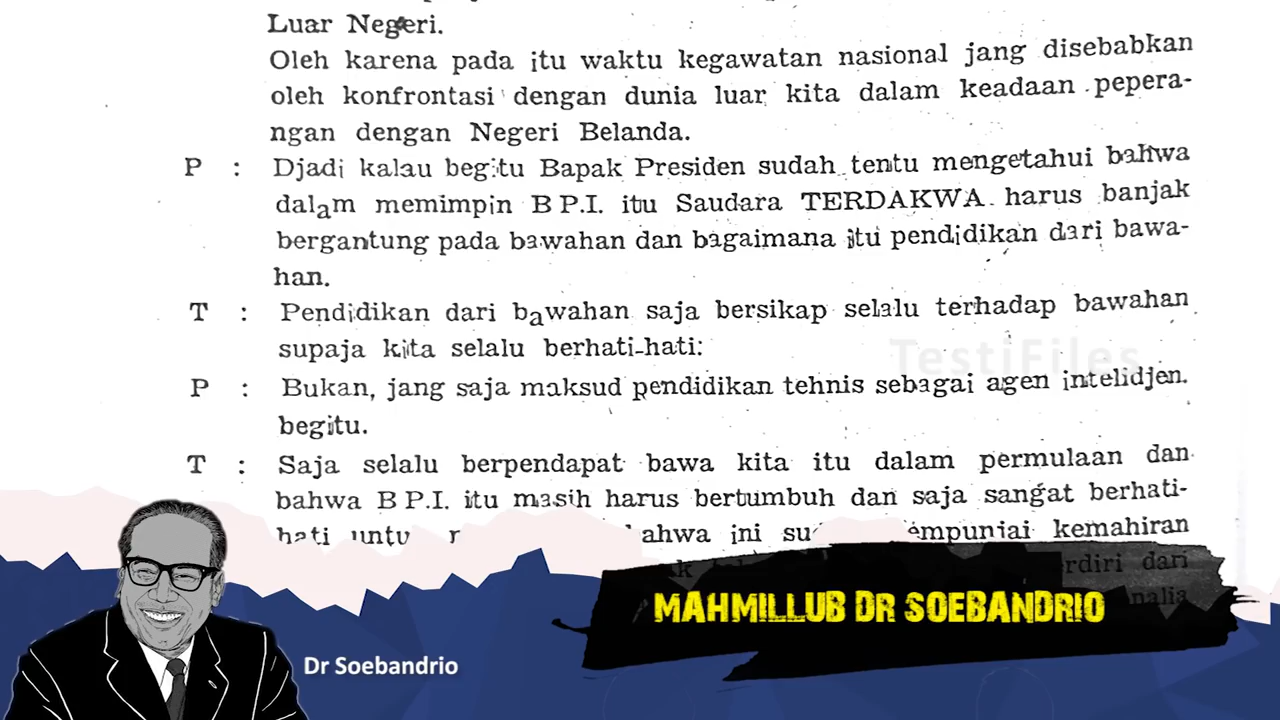 Luar Negeri.
Oleh karena pada itu waktu kegawatan nasional jang disebabkan
oleh konfrontasi dengan dunia luar kita dalam keadaan pepera-
ngan dengan Negeri Belanda.
P : Djadi kalau begitu Bapak Presiden sudah tentu mengetahui bahwa
dalam memimpin B P.I. itu Saudara TERDAKWA harus banjak
bergantung pada bawahan dan bagaimana itu pendidikan dari bawa-
han.
T : Pendidikan dari bawahan saja bersikap selalu terhadap bawahan
supaja kita selalu berhati-hati:
TestiFiles
P : Bukan, jang saja maksud pendidikan tehnis sebagai agen intelidjen.
begitu.
T : Saja selalu berpendapat bawa kita itu dalam permulaan dan
bahwa B P.I. itu masih harus bertumbuh dan saja sangat berhati-
hati ini kemahiran
dari
MAHMILLUB DR SOEBANDRIO
Dr Soebandrio